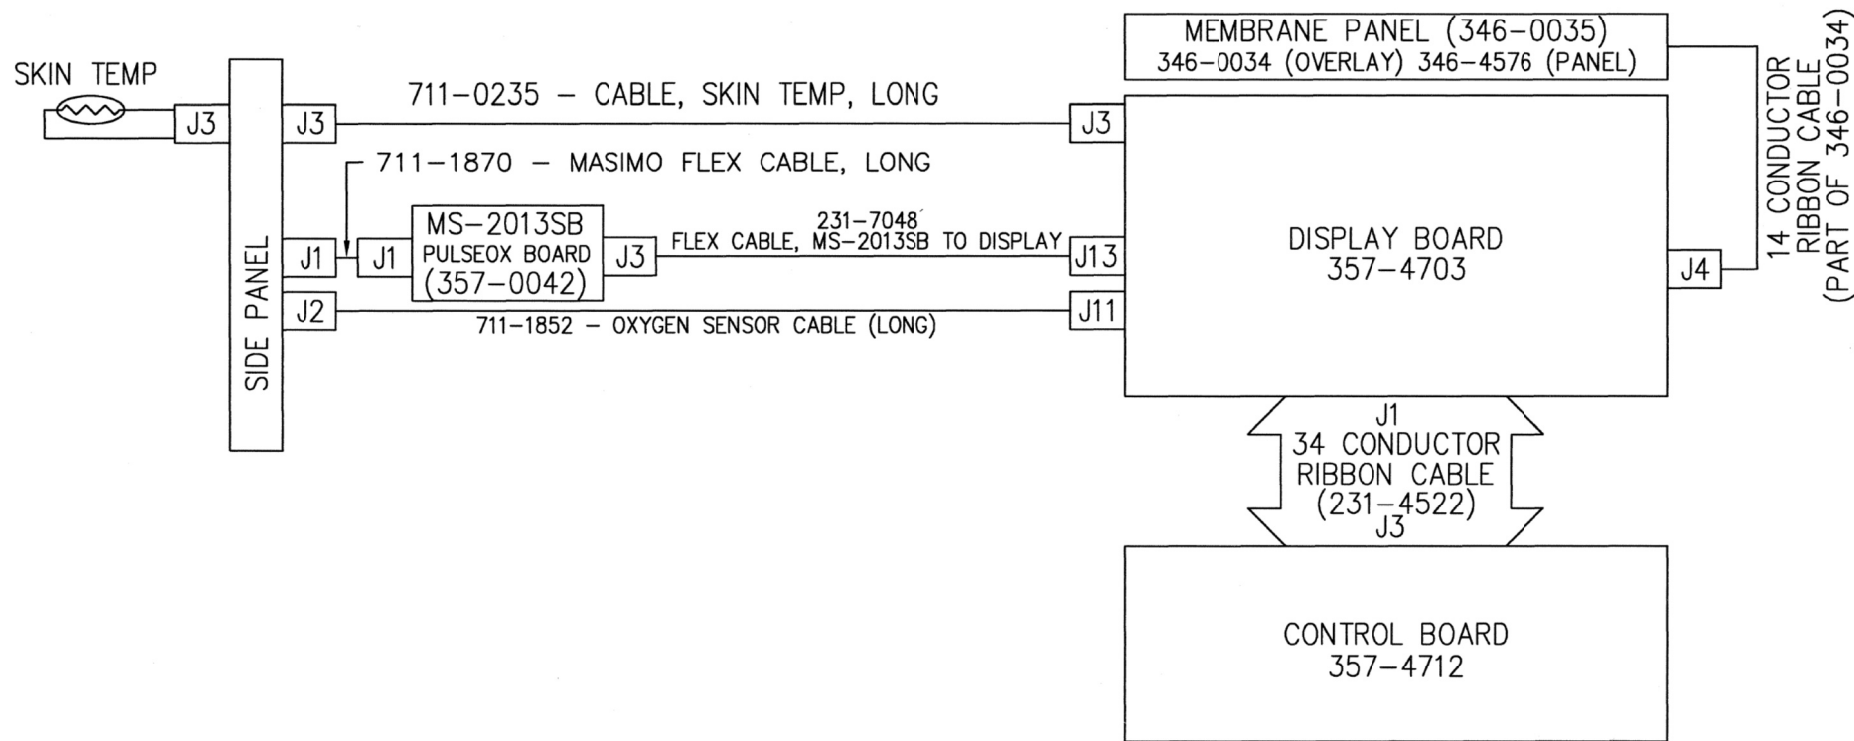 SKIN TEMP
J3
SIDE PANEL
J3
711-0235 - CABLE, SKIN TEMP, LONG
J3
711-1870 - MASIMO FLEX CABLE, LONG
J1
J1
MS-2013SB
PULSEOX BOARD
(357-0042)
J3
231-7048
FLEX CABLE, MS-2013SB TO DISPLAY
J13
J2
711-1852 - OXYGEN SENSOR CABLE (LONG)
J11
MEMBRANE PANEL (346-0035)
346-0034 (OVERLAY) 346-4576 (PANEL)
DISPLAY BOARD
357-4703
J4
14 CONDUCTOR
RIBBON CABLE
(PART OF 346-0034)
J1
34 CONDUCTOR
RIBBON CABLE
(231-4522)
J3
CONTROL BOARD
357-4712